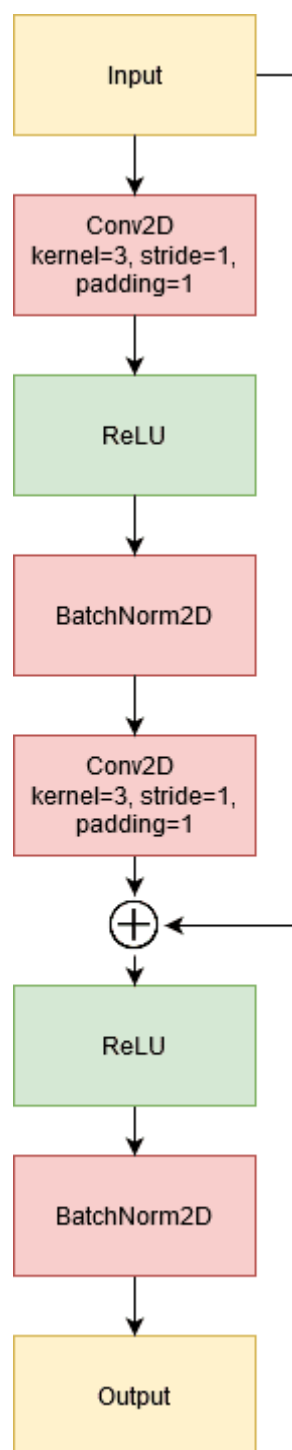 Input
Conv2D
kernel=3, stride=1,
padding=1
ReLU
BatchNorm2D
Conv2D
kernel=3, stride=1,
padding=1
ReLU
BatchNorm2D
Output